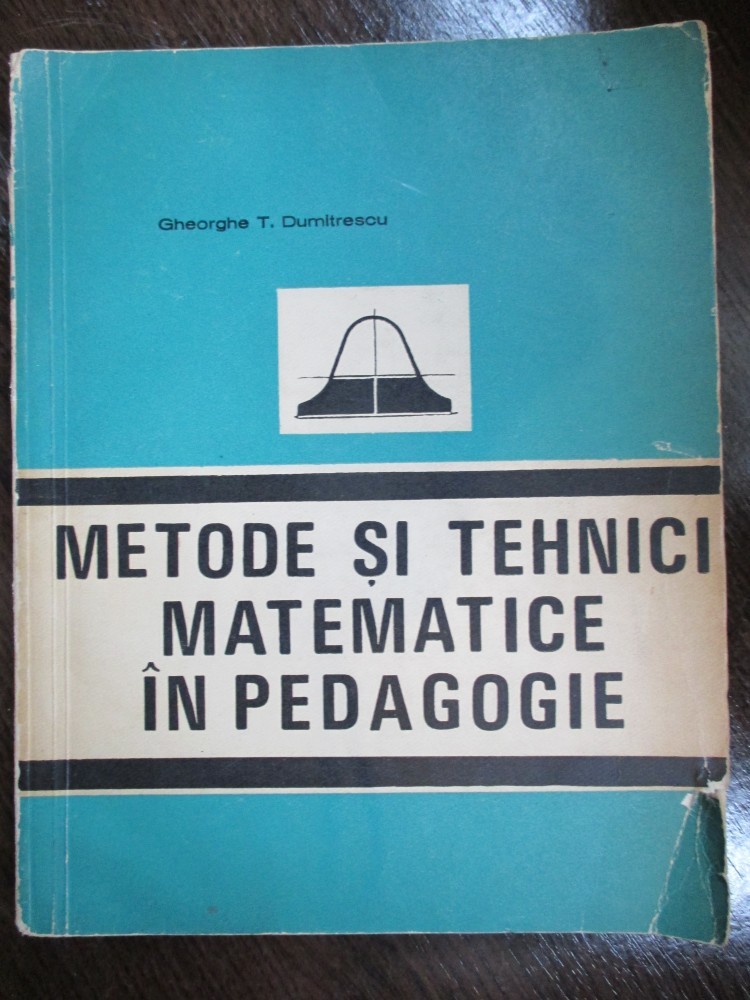 Gheorghe T. Dumitrescu
METODE ȘI TEHNICI
MATEMATICE
ÎN PEDAGOGIE